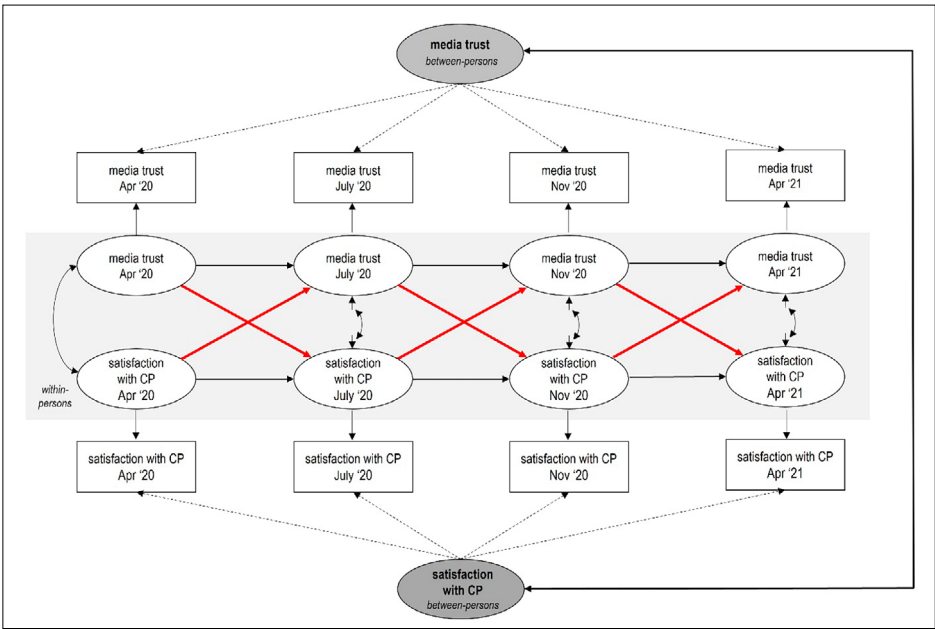 media trust
between-persons
media trust
Apr ‘20
media trust
July ‘20
media trust
Nov ‘20
media trust
Apr ‘21
media trust
Apr ‘20
media trust
July ‘20
media trust
Nov ‘20
media trust
Apr ‘21
satisfaction
with CP
Apr ‘20
satisfaction
with CP
July ‘20
satisfaction
with CP
Nov ‘20
satisfaction
with CP
Apr ‘21
within-
persons
satisfaction with CP
Apr ‘20
satisfaction with CP
July ‘20
satisfaction with CP
Nov ‘20
satisfaction with CP
Apr ‘21
satisfaction
with CP
between-persons